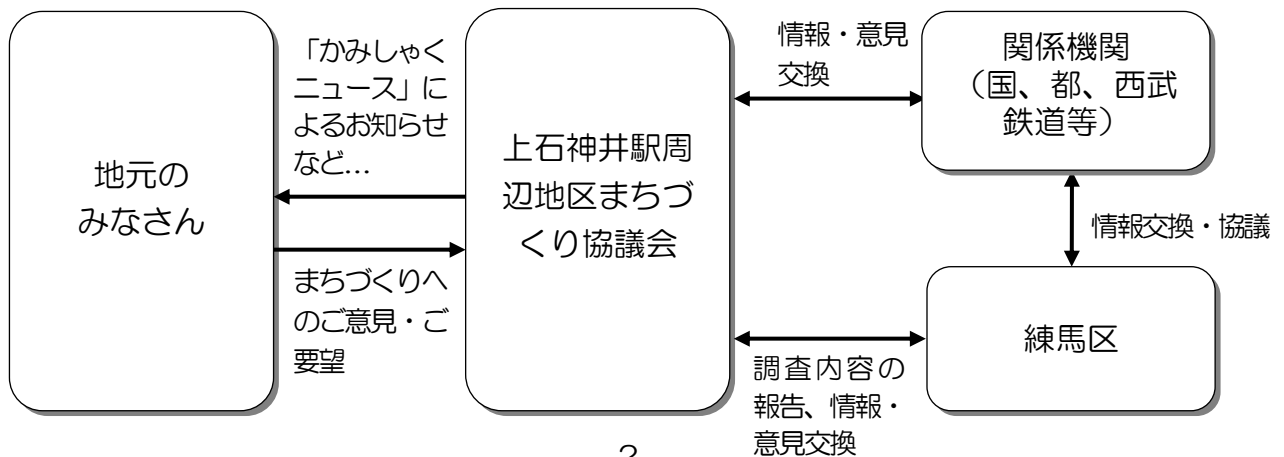 地元の
みなさん
「かみしゃく
ニュース」に
よるお知らせ
など…
まちづくりへ
のご意見・ご
要望
上石神井駅周
辺地区まちづ
くり協議会
情報・意見
交換
関係機関
（国、都、西武
鉄道等）
情報交換・協議
練馬区
調査内容の
報告、情報・
意見交換